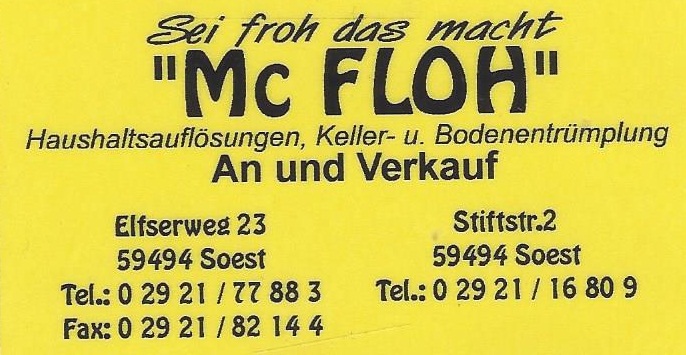 Sei froh das macht
"Mc FLOH"
Haushaltsauflösungen, Keller- u. Bodenentrümplung
An und Verkauf
Elfserweg 23
59494 Soest
Tel.: 0 29 21 / 77 88 3
Fax: 0 29 21 / 82 14 4
Stiftstr.2
59494 Soest
Tel.: 0 29 21 / 16 80 9